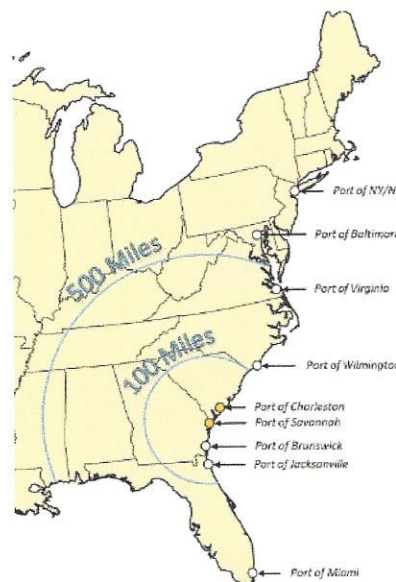 Port of NY/N
Port of Baltimore
500 Miles
Port of Virginia
100 Miles
Port of Wilmington
Port of Charleston
Port of Savannah
Port of Brunswick
Port of Jacksonville
Port of Miami